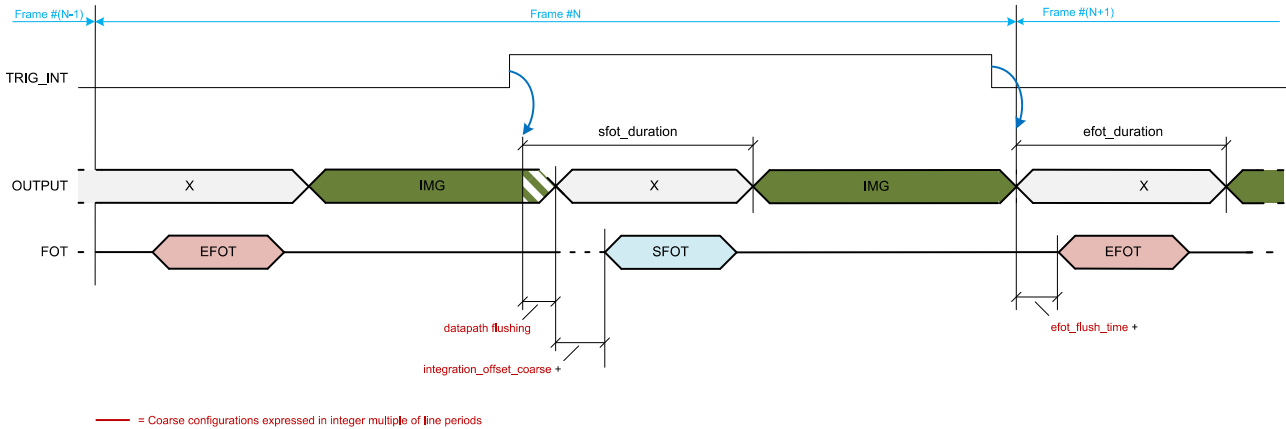 Frame #(N-1)
Frame #N
Frame #(N+1)
TRIG_INT
sfot_duration
efot_duration
OUTPUT
X
IMG
X
IMG
X
FOT
EFOT
SFOT
EFOT
datapath flushing
efot_flush_time +
integration_offset_coarse +
= Coarse configurations expressed in integer multiple of line periods